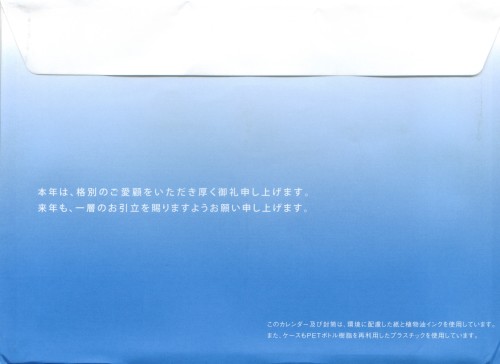 本年は、格別のご愛顧をいただき厚く御礼申し上げます。
来年も、一層のお引立を賜りますようお願い申し上げます。
このカレンダー及び封筒は、環境に配慮した紙と植物油インクを使用しています。
また、ケースもPETボトル樹脂を再利用したプラスチックを使用しています。